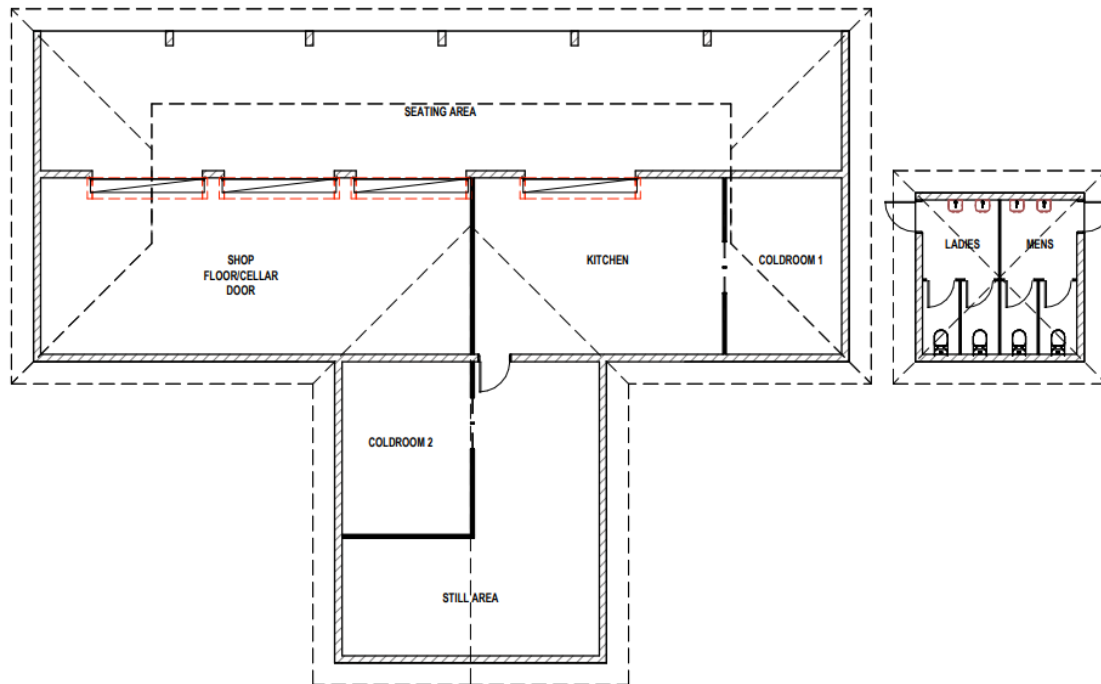 SEATING AREA
SHOP
FLOOR/CELLAR
DOOR
KITCHEN
COLDROOM 1
LADIES
MENS
COLDROOM 2
STILL AREA